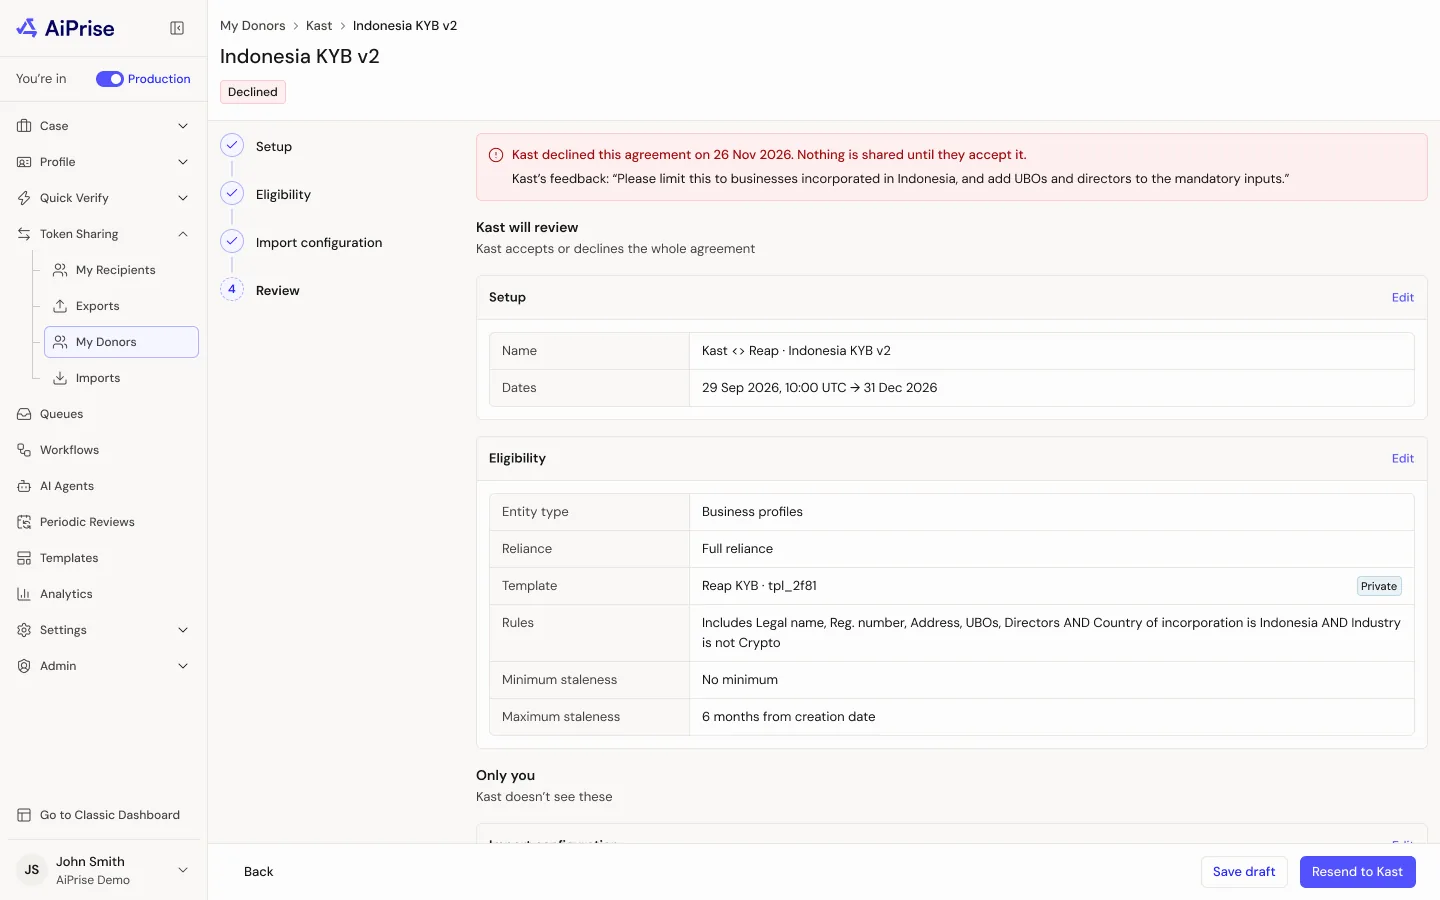 AiPrise
You're in
Production
Case
Profile
Quick Verify
Token Sharing
My Recipients
Exports
My Donors
Imports
Queues
Workflows
AI Agents
Periodic Reviews
Templates
Analytics
Settings
Admin
Go to Classic Dashboard
JS
John Smith
AiPrise Demo
My Donors > Kast > Indonesia KYB v2
Indonesia KYB v2
Declined
Setup
Eligibility
Import configuration
4 Review
Kast declined this agreement on 26 Nov 2026. Nothing is shared until they accept it.
Kast's feedback: “Please limit this to businesses incorporated in Indonesia, and add UBOs and directors to the mandatory inputs.”
Kast will review
Kast accepts or declines the whole agreement
Setup Edit
Name Kast <> Reap · Indonesia KYB v2
Dates 29 Sep 2026, 10:00 UTC → 31 Dec 2026
Eligibility Edit
Entity type Business profiles
Reliance Full reliance
Template Reap KYB · tpl_2f81 Private
Rules Includes Legal name, Reg. number, Address, UBOs, Directors AND Country of incorporation is Indonesia AND Industry
is not Crypto
Minimum staleness No minimum
Maximum staleness 6 months from creation date
Only you
Kast doesn't see these
Import configuration Edit
Back
Save draft
Resend to Kast